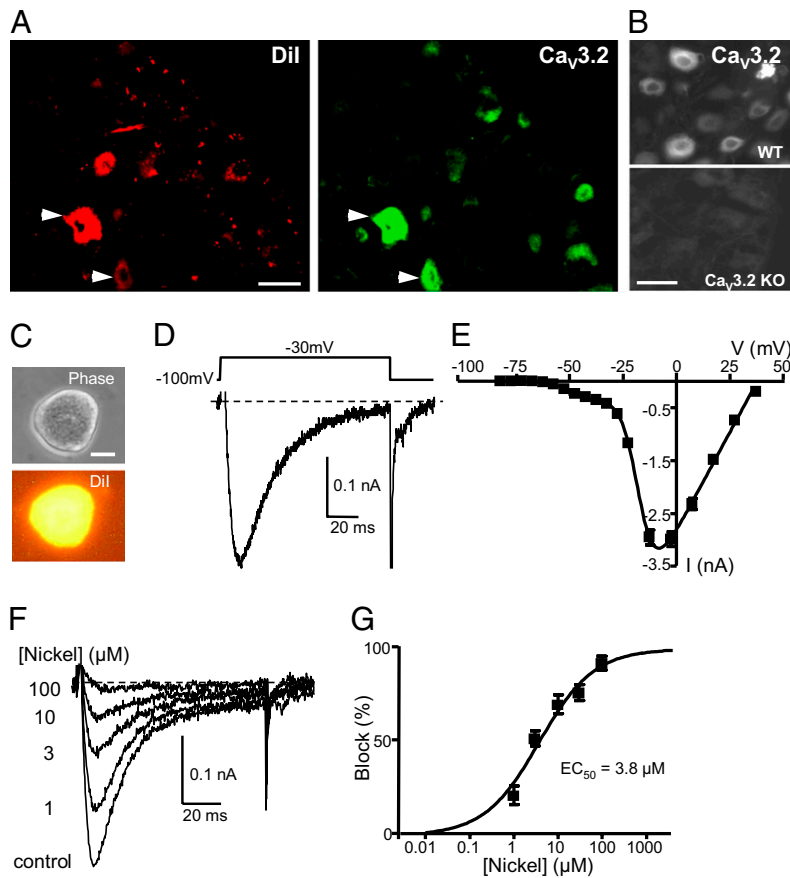 A
DiI
CaV3.2
B
CaV3.2
WT
CaV3.2 KO
C
Phase
DiI
D
-30mV
-100mV
0.1 nA
20 ms
E
V (mV)
-100 -75 -50 -25 0 25 50
-0.5
-1.5
-2.5
-3.5
I (nA)
F
[Nickel] (µM)
100
10
3
1
control
0.1 nA
20 ms
G
100
50
0
Block (%)
EC50 = 3.8 µM
0.01 0.1 1 10 100 1000
[Nickel] (µM)